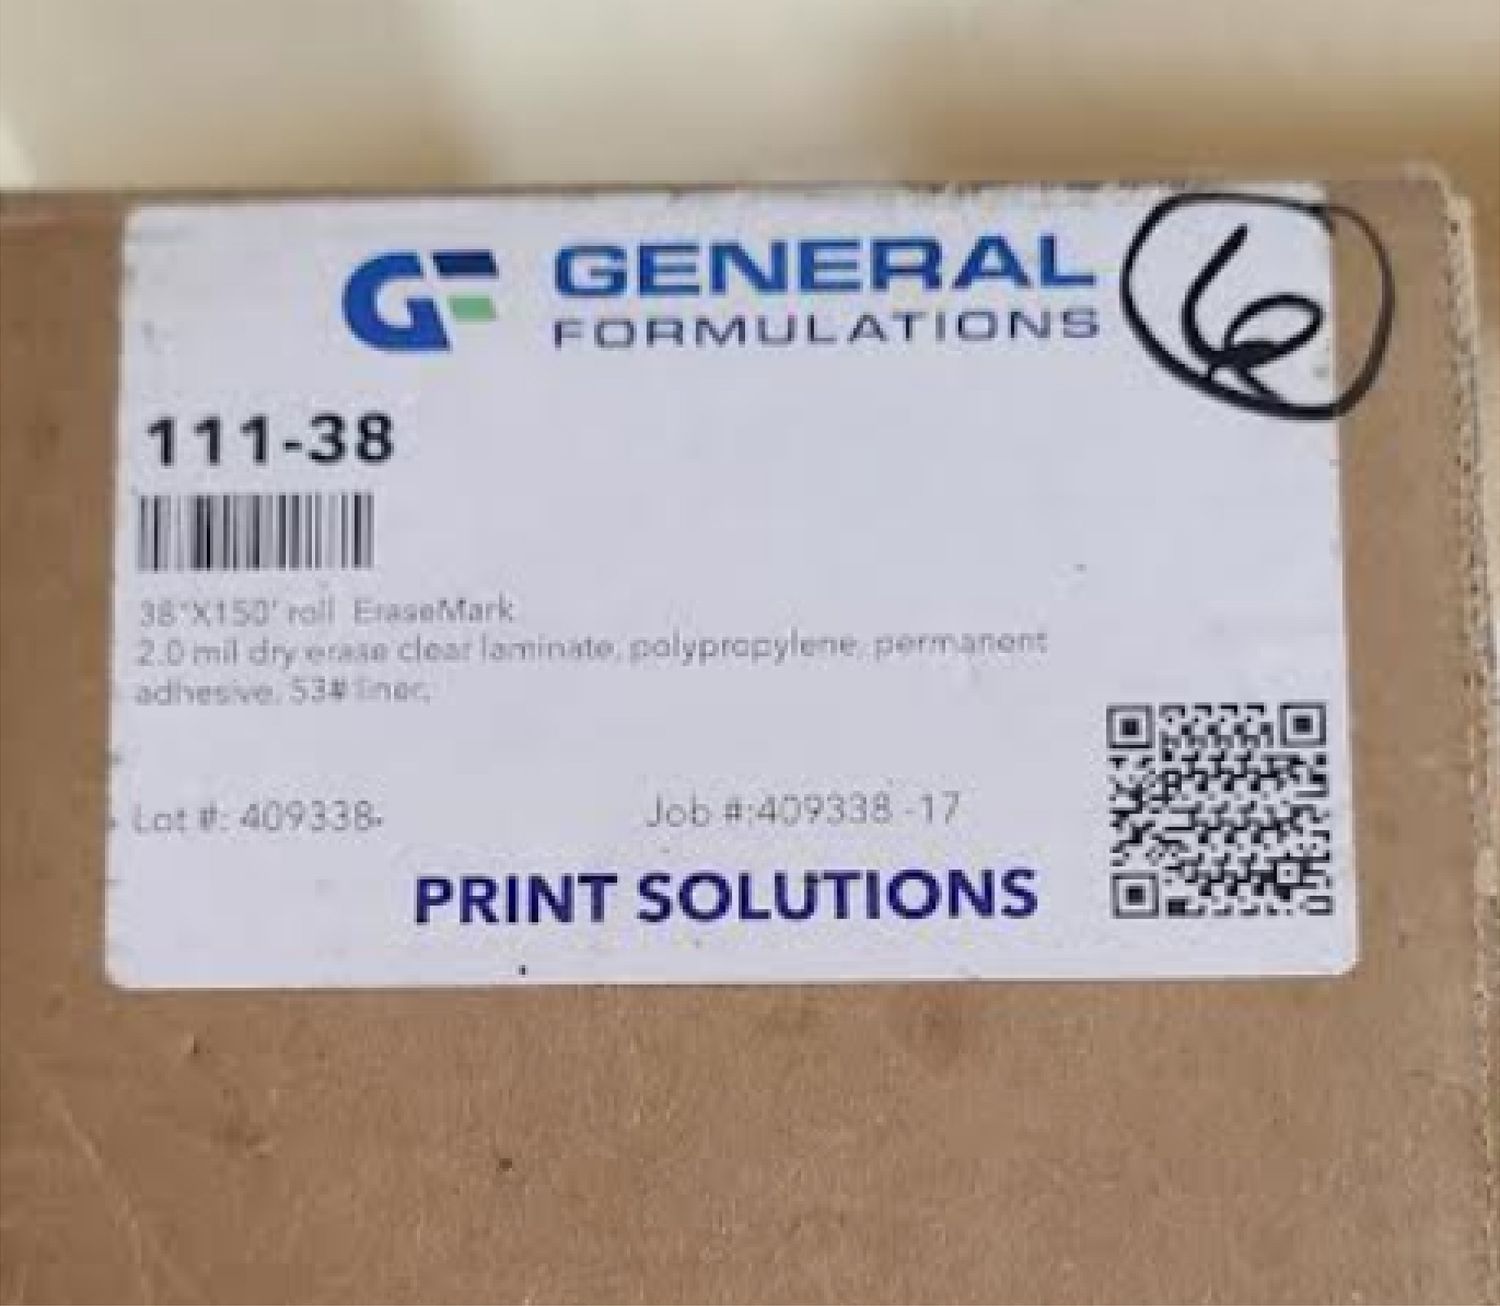 GF GENERAL
FORMULATIONS
6
111-38
38"X150' roll EraseMark
2.0 mil dry erase clear laminate, polypropylene, permanent
adhesive, 53# liner.
Lot #: 409338-
Job #:409338 -17
PRINT SOLUTIONS